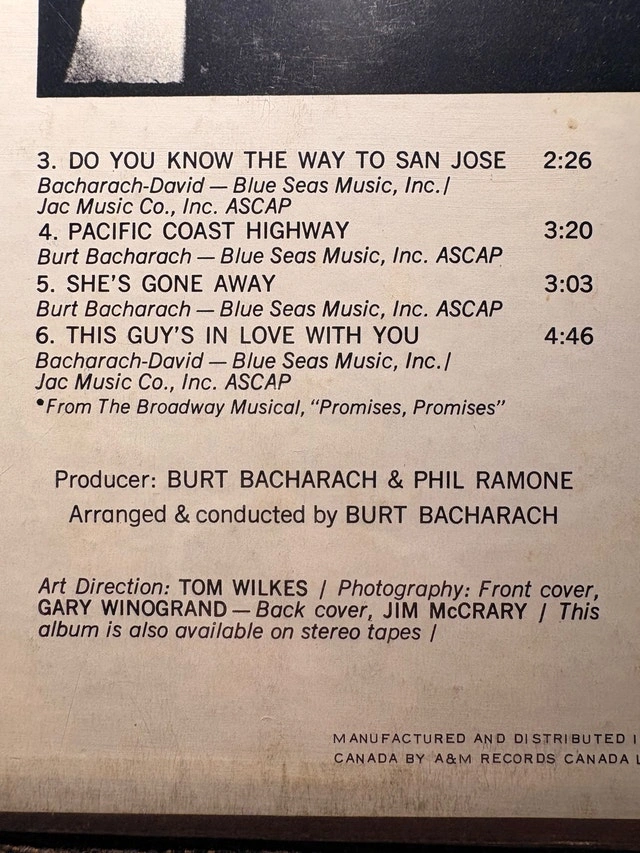 3. DO YOU KNOW THE WAY TO SAN JOSE 2:26
Bacharach-David — Blue Seas Music, Inc./
Jac Music Co., Inc. ASCAP
4. PACIFIC COAST HIGHWAY 3:20
Burt Bacharach — Blue Seas Music, Inc. ASCAP
5. SHE'S GONE AWAY 3:03
Burt Bacharach — Blue Seas Music, Inc. ASCAP
6. THIS GUY'S IN LOVE WITH YOU 4:46
Bacharach-David — Blue Seas Music, Inc./
Jac Music Co., Inc. ASCAP
*From The Broadway Musical, "Promises, Promises"
Producer: BURT BACHARACH & PHIL RAMONE
Arranged & conducted by BURT BACHARACH
Art Direction: TOM WILKES / Photography: Front cover,
GARY WINOGRAND — Back cover, JIM McCRARY / This
album is also available on stereo tapes /
MANUFACTURED AND DISTRIBUTED
CANADA BY A&M RECORDS CANADA